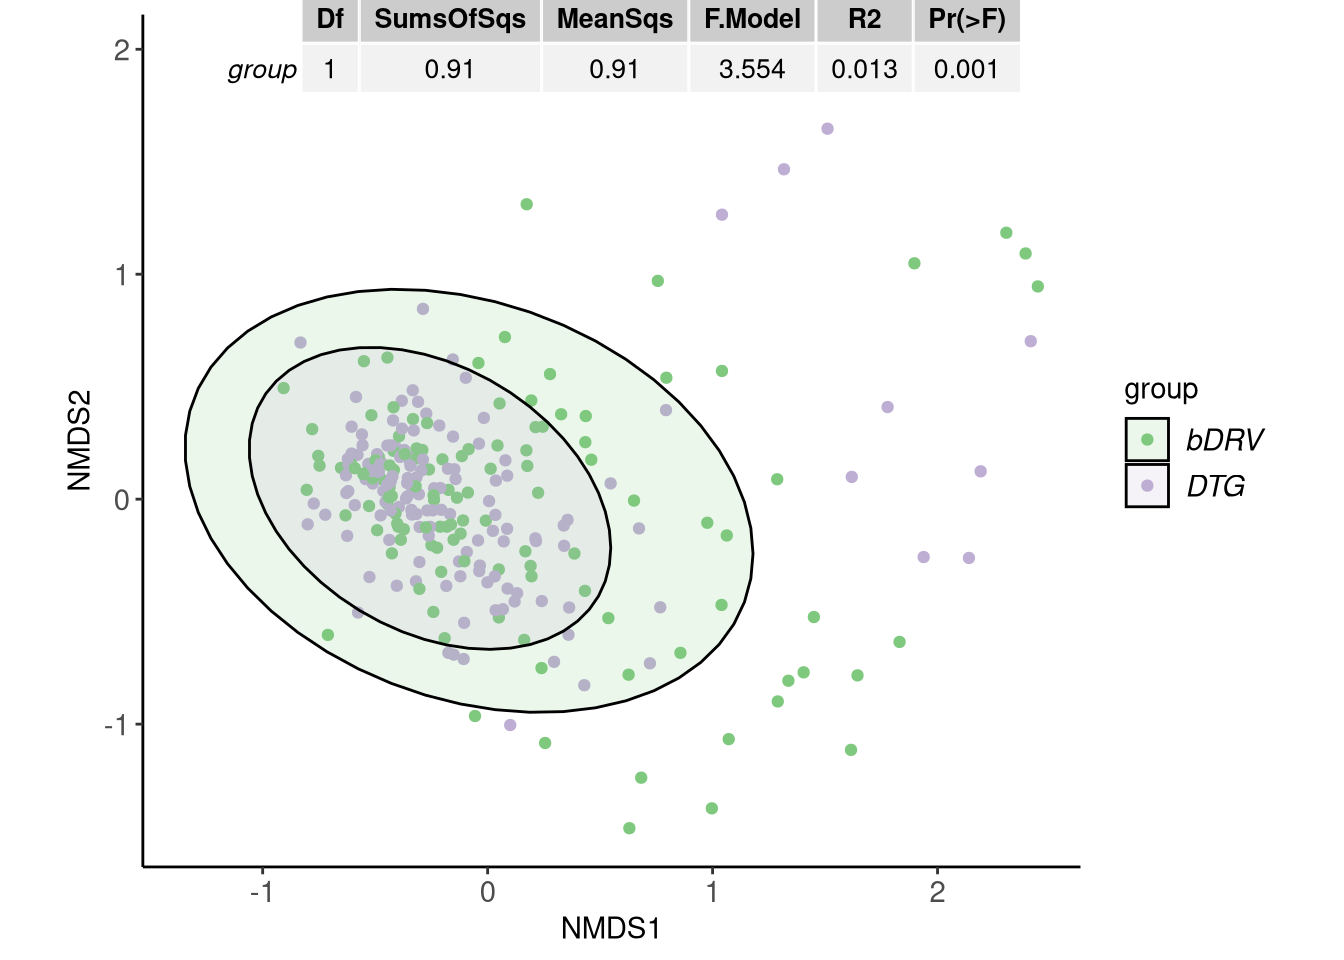 Df SumsOfSqs MeanSqs F.Model R2 Pr(>F)
group 1 0.91 0.91 3.554 0.013 0.001
2
1
0
-1
NMDS2
-1 0 1 2
NMDS1
group
bDRV
DTG